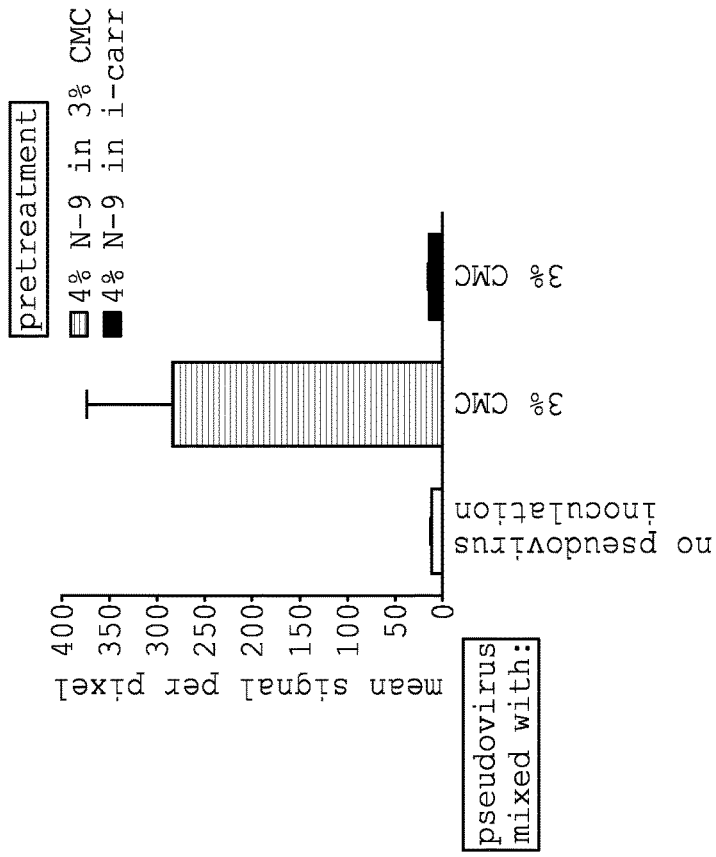 pretreatment
4% N-9 in 3% CMC
4% N-9 in i-carr
mean signal per pixel
400
350
300
250
200
150
100
50
0
no pseudovirus
inoculation
3% CMC
3% CMC
pseudovirus
mixed with: